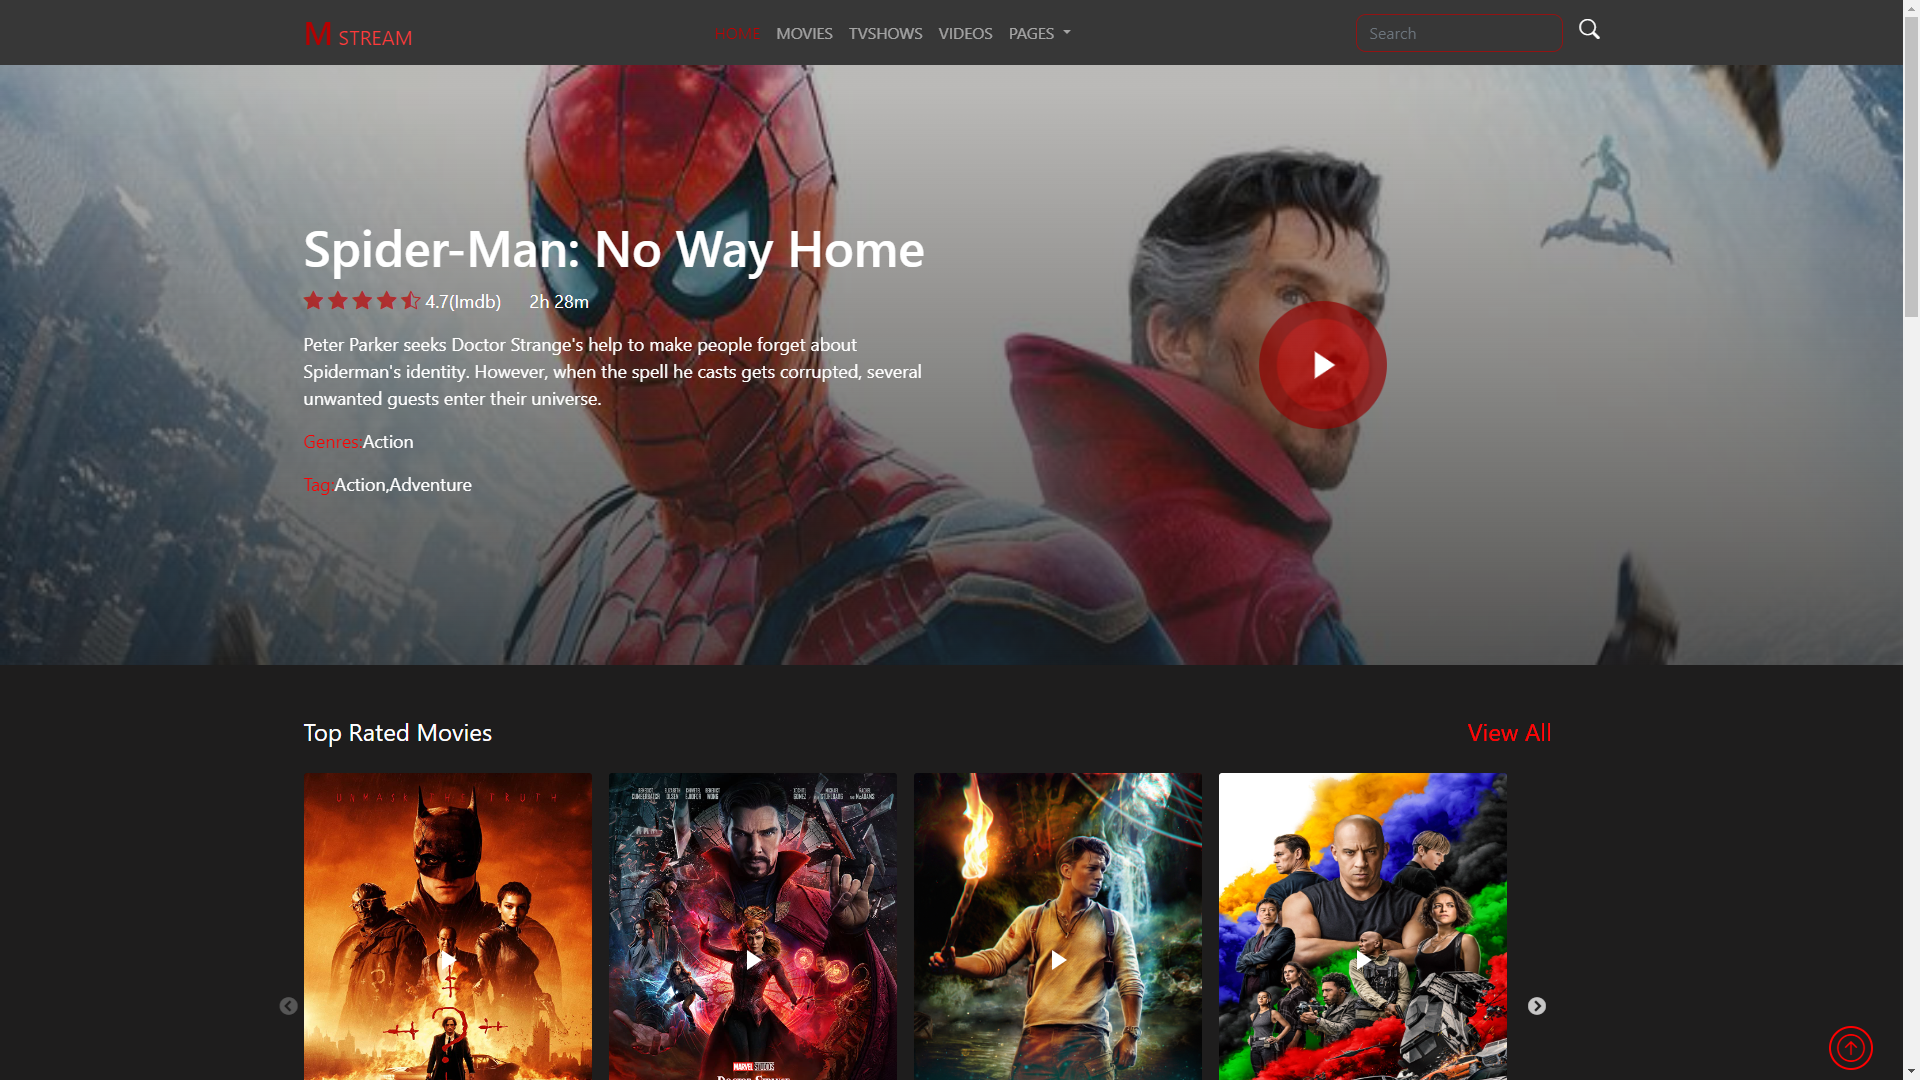 M STREAM
HOME MOVIES TVSHOWS VIDEOS PAGES
Search
Spider-Man: No Way Home
4.7(Imdb) 2h 28m
Peter Parker seeks Doctor Strange's help to make people forget about
Spiderman's identity. However, when the spell he casts gets corrupted, several
unwanted guests enter their universe.
Genres:Action
Tag:Action,Adventure
Top Rated Movies
View All
UNMASK THE TRUTH
MARVEL STUDIOS
DOCTOR STRANGE